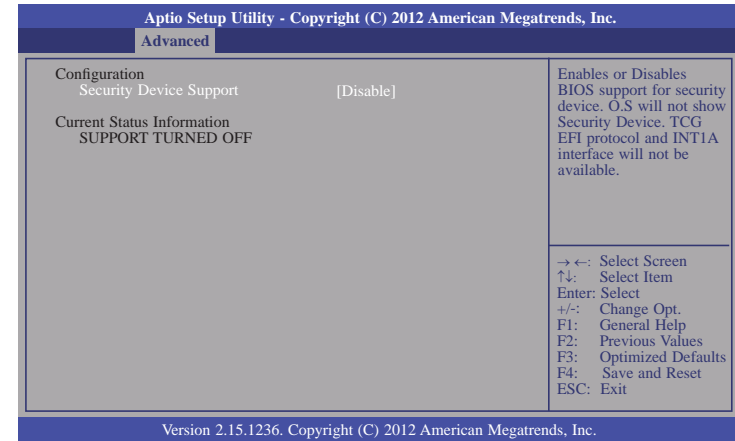 Aptio Setup Utility - Copyright (C) 2012 American Megatrends, Inc.
Advanced
Configuration
Security Device Support [Disable]
Current Status Information
SUPPORT TURNED OFF
Enables or Disables
BIOS support for security
device. O.S will not show
Security Device. TCG
EFI protocol and INT1A
interface will not be
available.
→←: Select Screen
↑↓: Select Item
Enter: Select
+/-: Change Opt.
F1: General Help
F2: Previous Values
F3: Optimized Defaults
F4: Save and Reset
ESC: Exit
Version 2.15.1236. Copyright (C) 2012 American Megatrends, Inc.